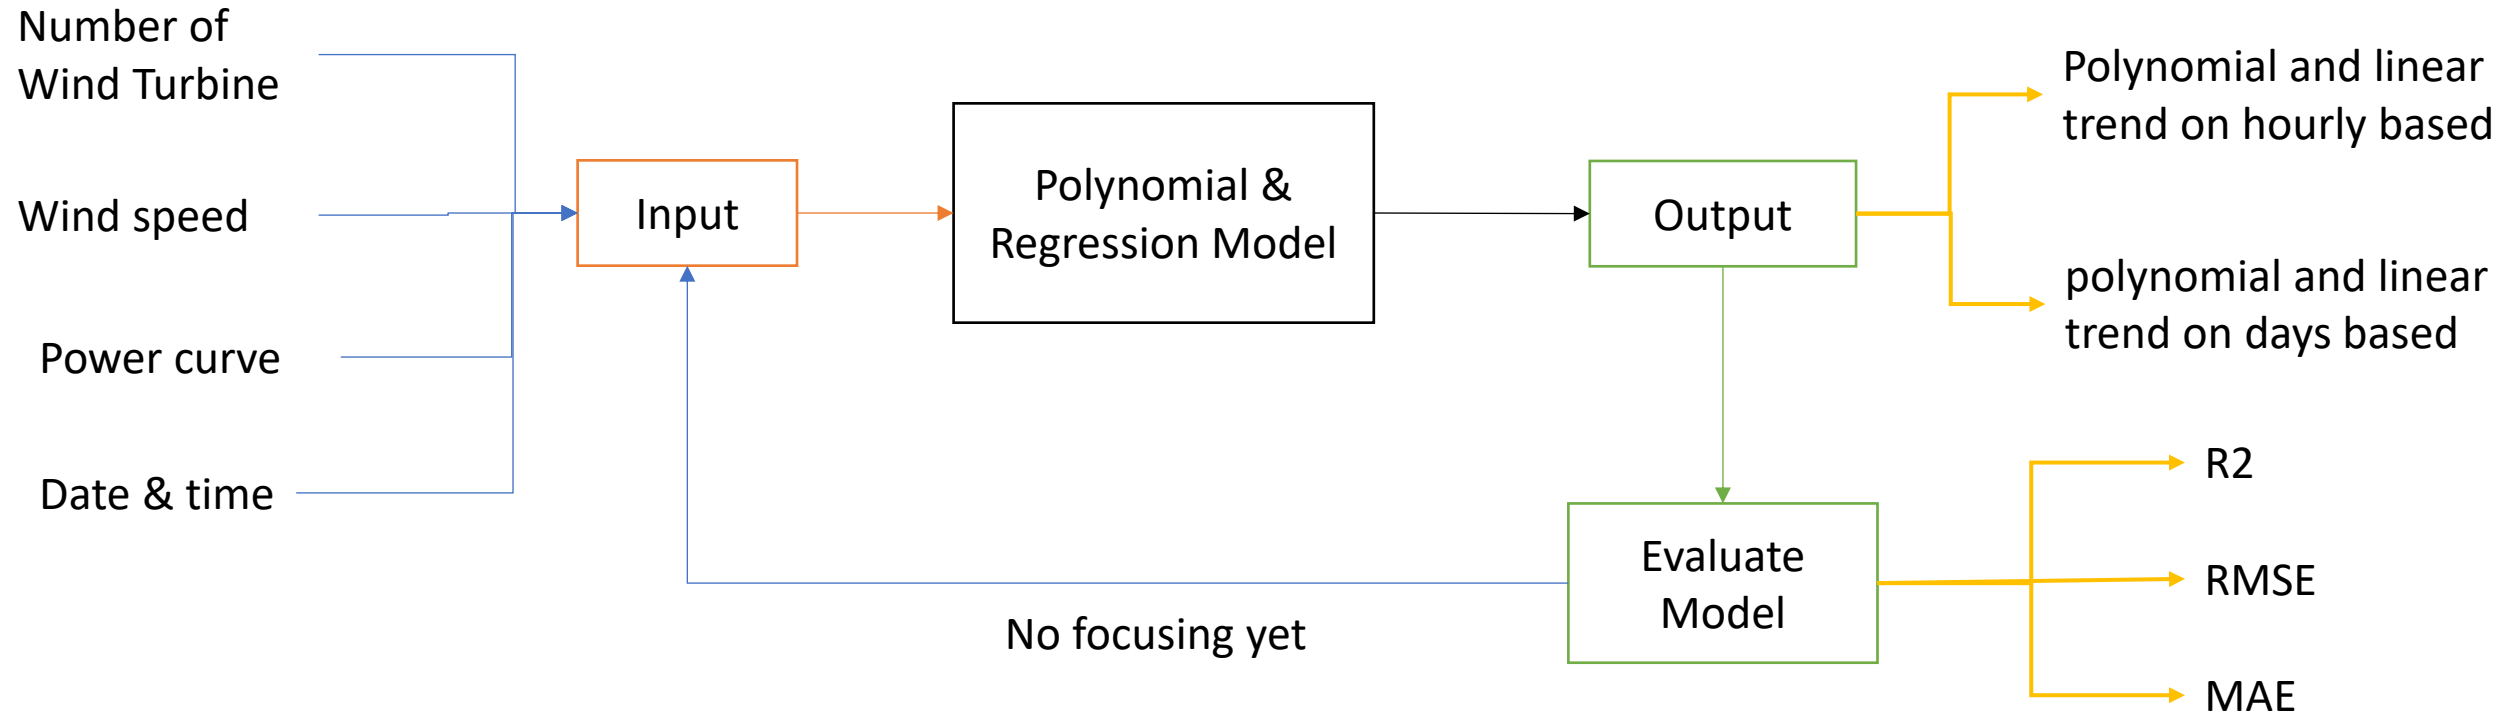 Number of
Wind Turbine
Wind speed
Power curve
Date & time
Input
Polynomial &
Regression Model
Output
Polynomial and linear
trend on hourly based
polynomial and linear
trend on days based
Evaluate
Model
No focusing yet
R2
RMSE
MAE